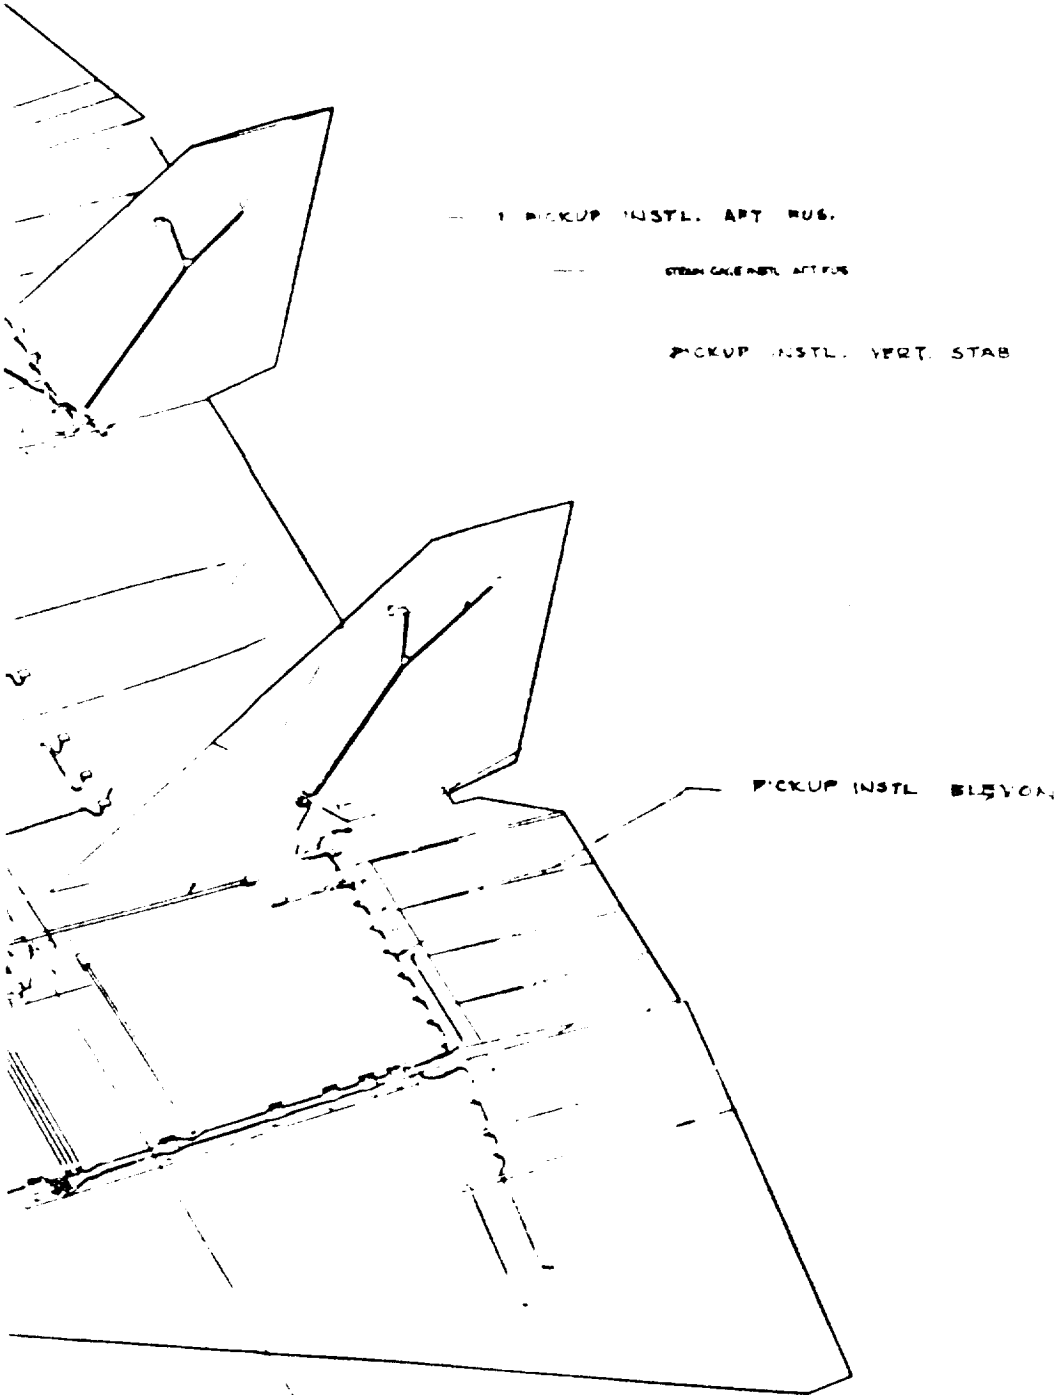 PICKUP INSTL. AFT FUS.
STRAIN GAGE INSTL AFT FUS
PICKUP INSTL. VERT. STAB
PICKUP INSTL ELEVON